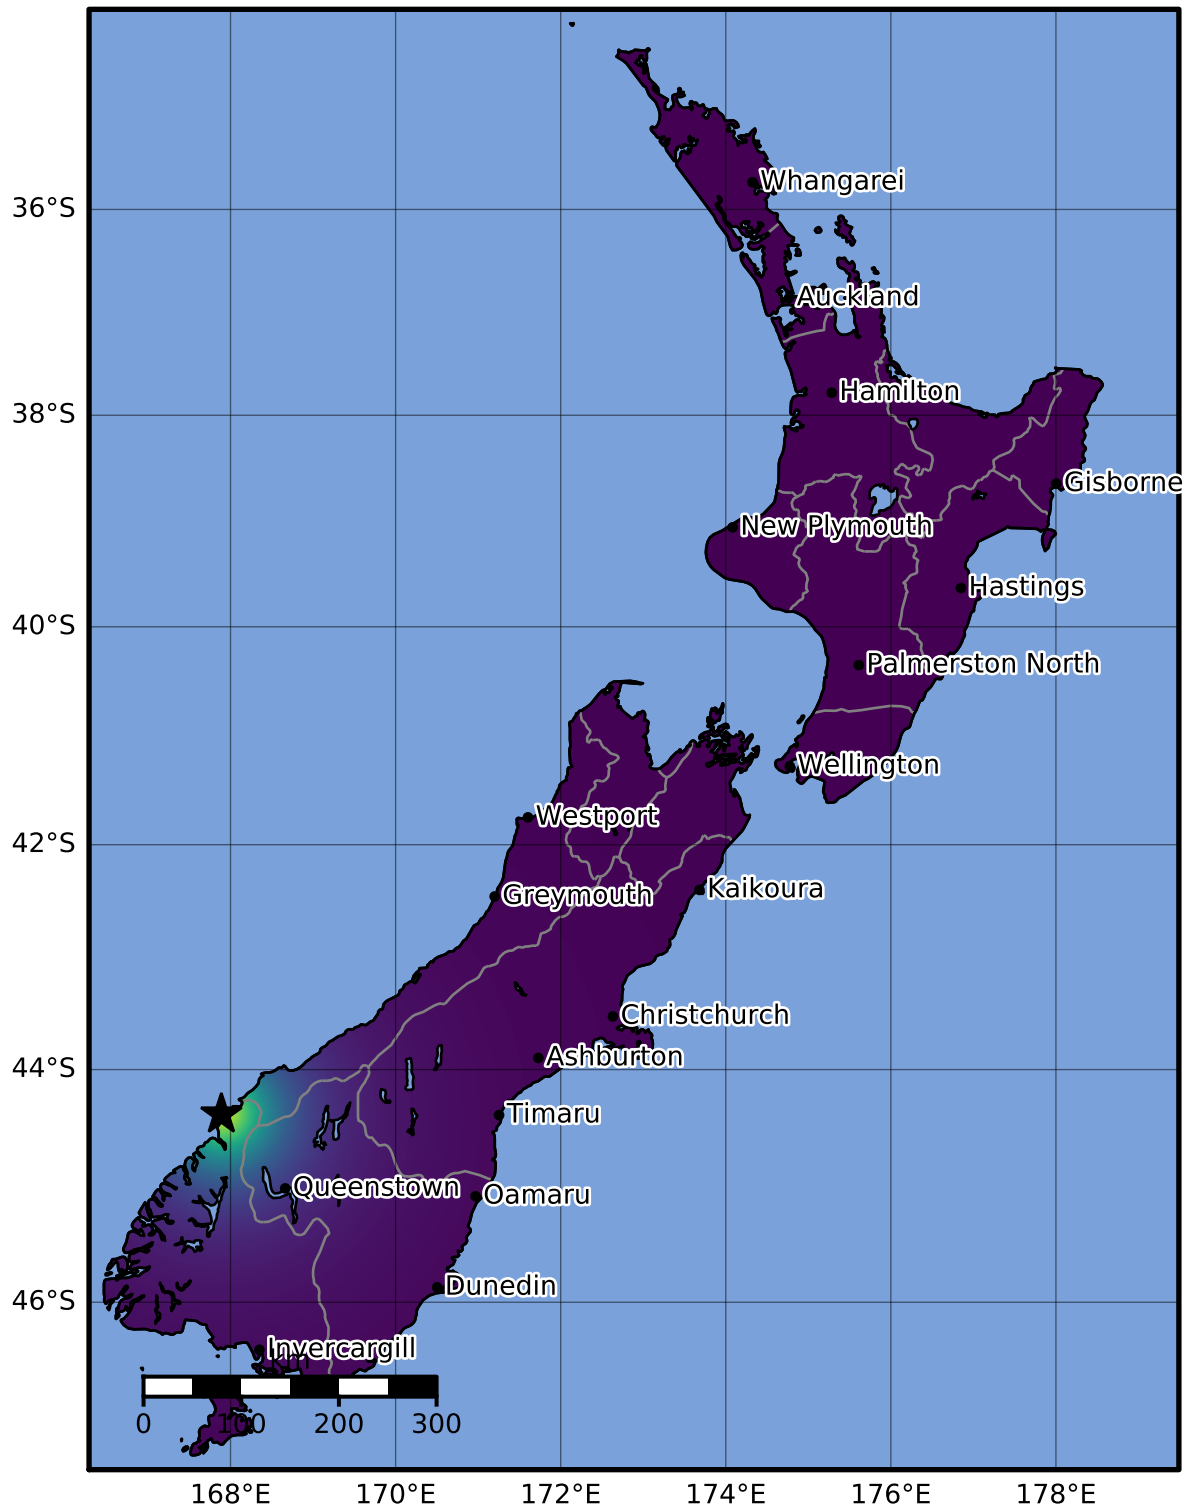 Whangarei
36°S
Auckland
Hamilton
38°S
Gisborne
New Plymouth
Hastings
40°S
Palmerston North
Wellington
Westport
42°S
Kaikoura
Greymouth
Christchurch
Ashburton
44°S
Timaru
Queenstown
Oamaru
Dunedin
46°S
Invercargill
km
0 100 200 300
168°E 170°E 172°E 174°E 176°E 178°E